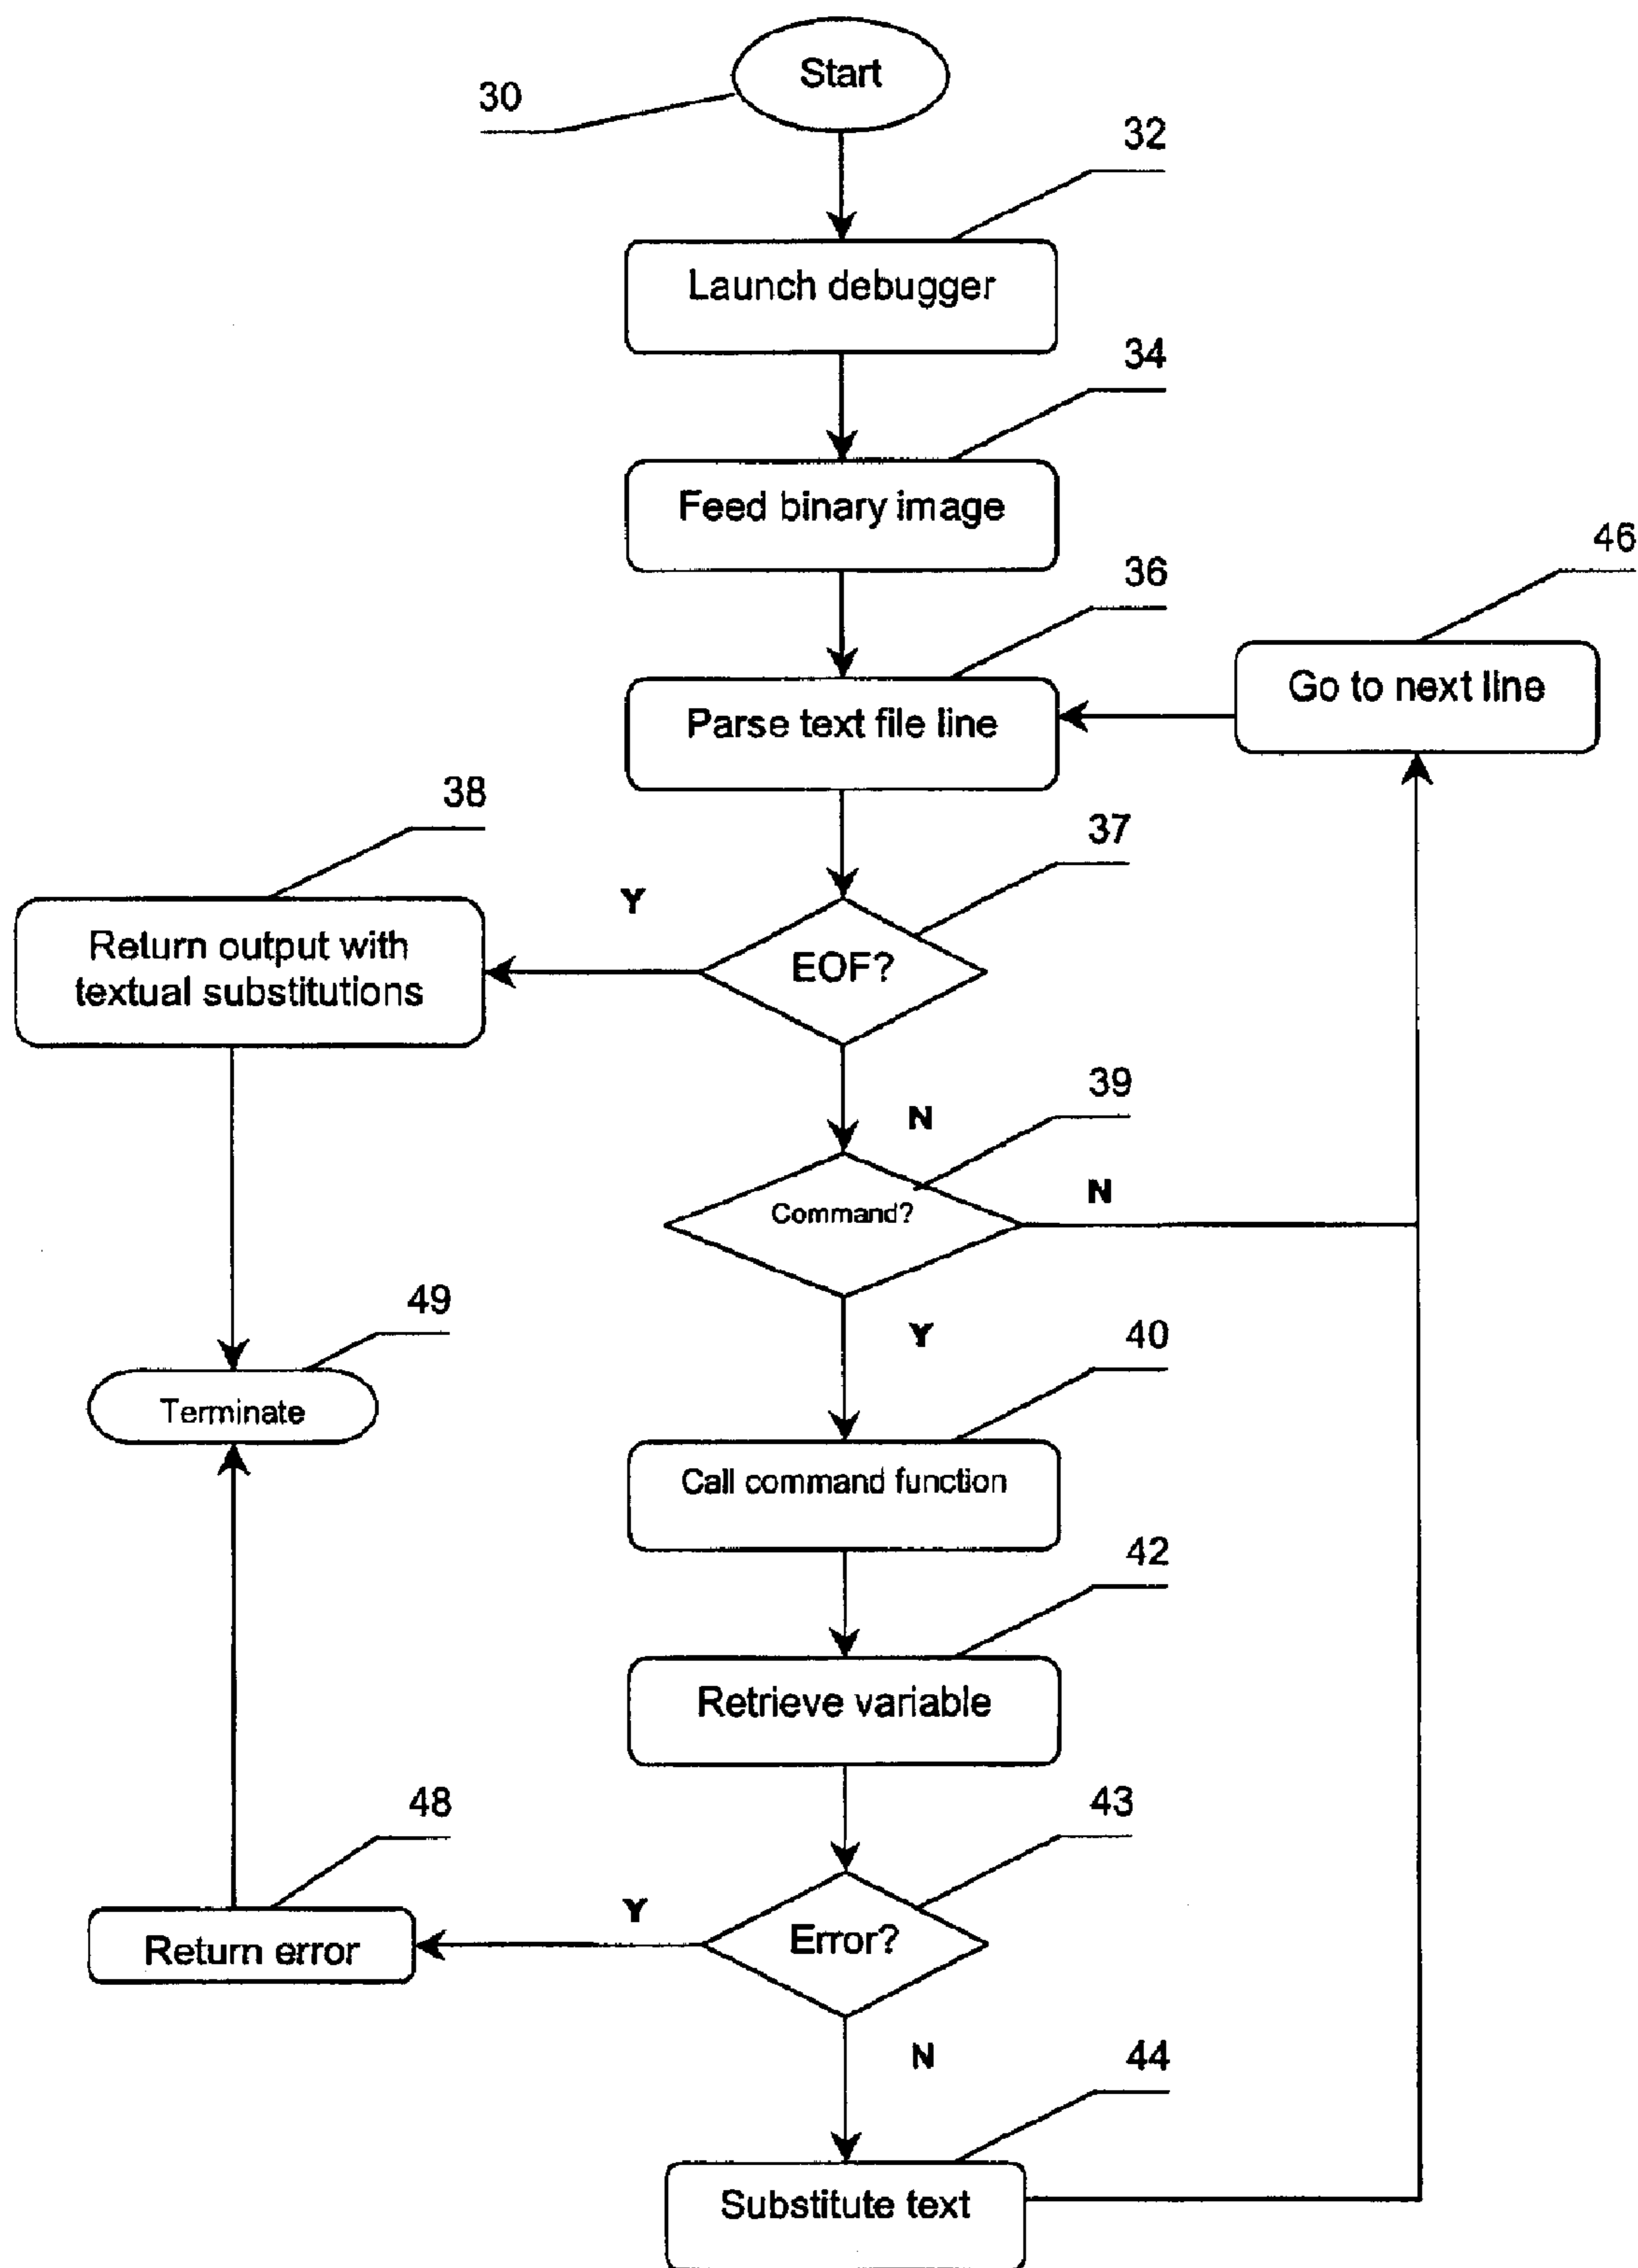 Start
30
32
Launch debugger
34
Feed binary image
46
36
Go to next line
Parse text file line
38
37
Y
Return output with
textual substitutions
EOF?
39
N
Command?
N
49
Y
40
Terminate
Call command function
42
Retrieve variable
48
43
Y
Return error
Error?
N
44
Substitute text